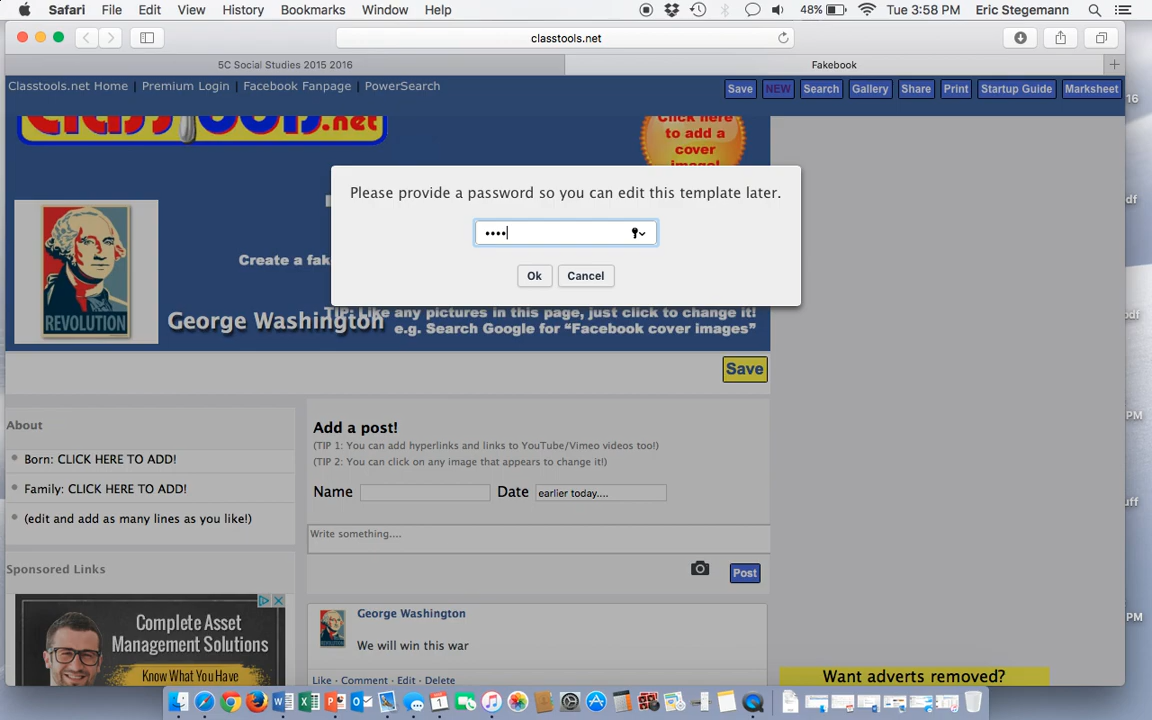 Safari File Edit View History Bookmarks Window Help 48% Tue 3:58 PM Eric Stegemann
classtools.net
5C Social Studies 2015 2016 Fakebook
Classtools.net Home | Premium Login | Facebook Fanpage | PowerSearch Save NEW Search Gallery Share Print Startup Guide Marksheet
16
.net
Click here
to add a
cover
image!
Please provide a password so you can edit this template later.
••••
df
Ok Cancel
Create a fak
REVOLUTION
George Washington
TIP: Like any pictures in this page, just click to change it!
e.g. Search Google for “Facebook cover images”
Save
About
Born: CLICK HERE TO ADD!
Family: CLICK HERE TO ADD!
(edit and add as many lines as you like!)
Sponsored Links
Complete Asset
Management Solutions
Know What You Have
Add a post!
(TIP 1: You can add hyperlinks and links to YouTube/Vimeo videos too!)
(TIP 2: You can click on any image that appears to change it!)
Name Date earlier today....
Write something....
Post
George Washington
We will win this war
Like · Comment · Edit · Delete
Want adverts removed?
PM
uff
PM